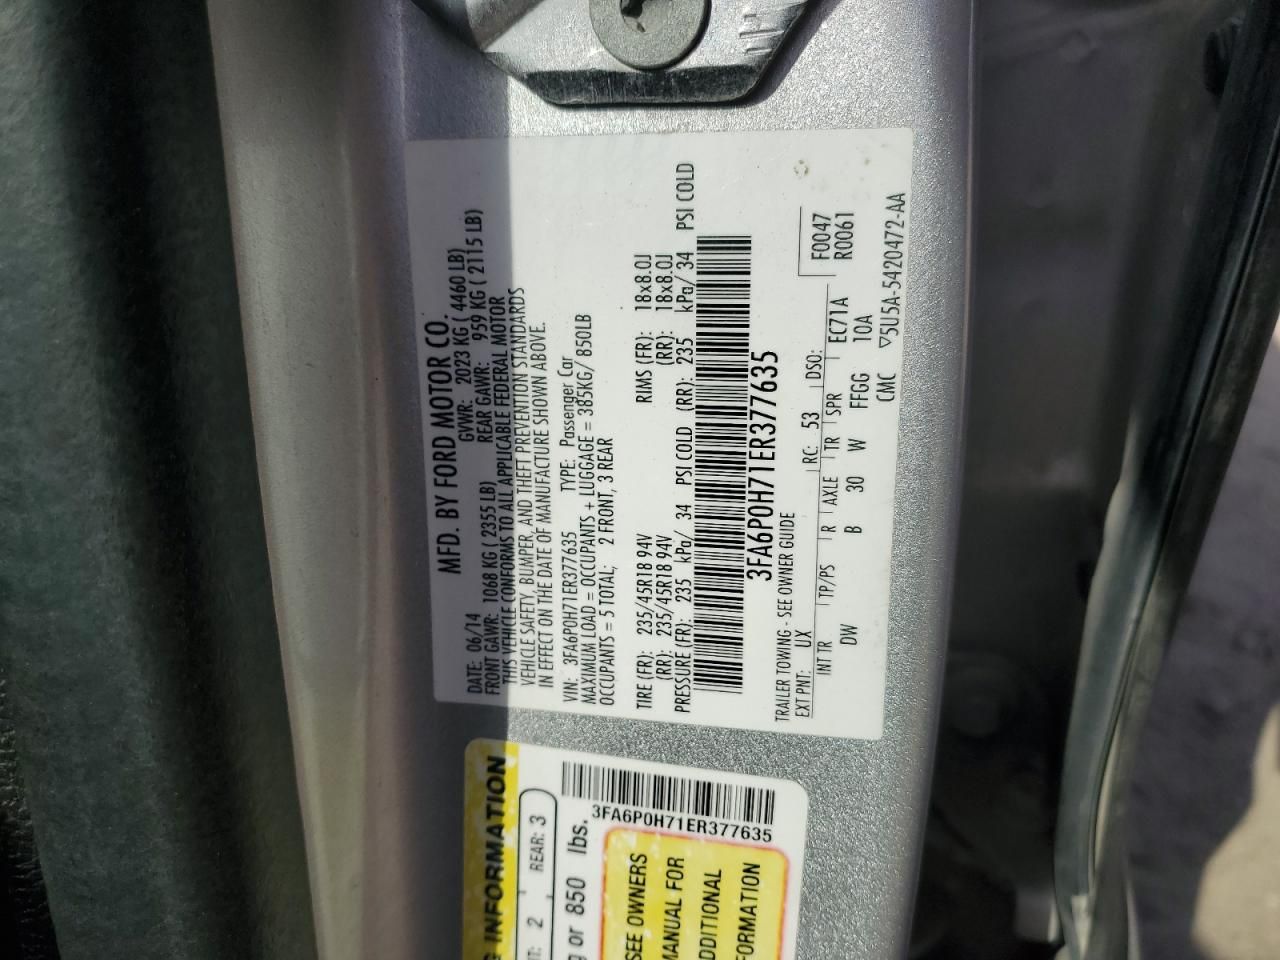 MFD. BY FORD MOTOR CO.
DATE: 06/14 GVWR: 2023 KG ( 4460 LB)
FRONT GAWR: 1068 KG ( 2355 LB) REAR GAWR: 959 KG ( 2115 LB)
THIS VEHICLE CONFORMS TO ALL APPLICABLE FEDERAL MOTOR
VEHICLE SAFETY, BUMPER, AND THEFT PREVENTION STANDARDS
IN EFFECT ON THE DATE OF MANUFACTURE SHOWN ABOVE.
VIN: 3FA6P0H71ER377635 TYPE: Passenger Car
MAXIMUM LOAD = OCCUPANTS + LUGGAGE = 385KG/ 850LB
OCCUPANTS = 5 TOTAL; 2 FRONT, 3 REAR
TIRE (FR): 235/45R18 94V RIMS (FR): 18x8.0J
(RR): 235/45R18 94V (RR): 18x8.0J
PRESSURE (FR): 235 kPa/ 34 PSI COLD (RR): 235 kPa/ 34 PSI COLD
3FA6P0H71ER377635
TRAILER TOWING - SEE OWNER GUIDE
F0047
R0061
EXT PNT: UX RC: 53 DSO:
INT TR TP/PS R AXLE TR SPR EC71A
DW B 30 W FFGG 10A
CMC ▽5U5A-5420472-AA
G INFORMATION
2 REAR: 3
g or 850 lbs.
3FA6P0H71ER377635
SEE OWNERS
MANUAL FOR
DDITIONAL
FORMATION